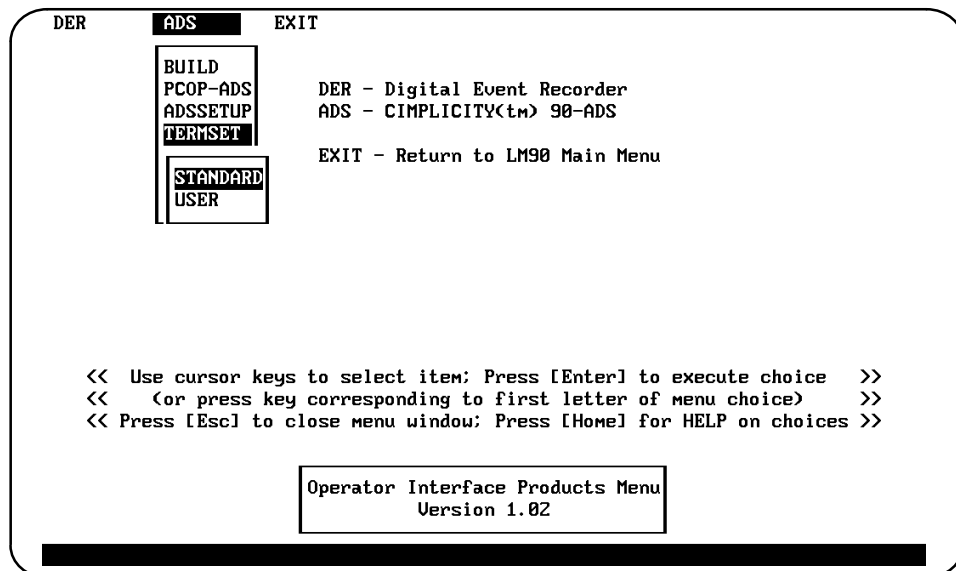 DER ADS EXIT
BUILD
PCOP-ADS DER - Digital Event Recorder
ADSSETUP ADS - CIMPLICITY(tm) 90-ADS
TERMSET
EXIT - Return to LM90 Main Menu
STANDARD
USER
<< Use cursor keys to select item; Press [Enter] to execute choice >>
<< (or press key corresponding to first letter of menu choice) >>
<< Press [Esc] to close menu window; Press [Home] for HELP on choices >>
Operator Interface Products Menu
Version 1.02